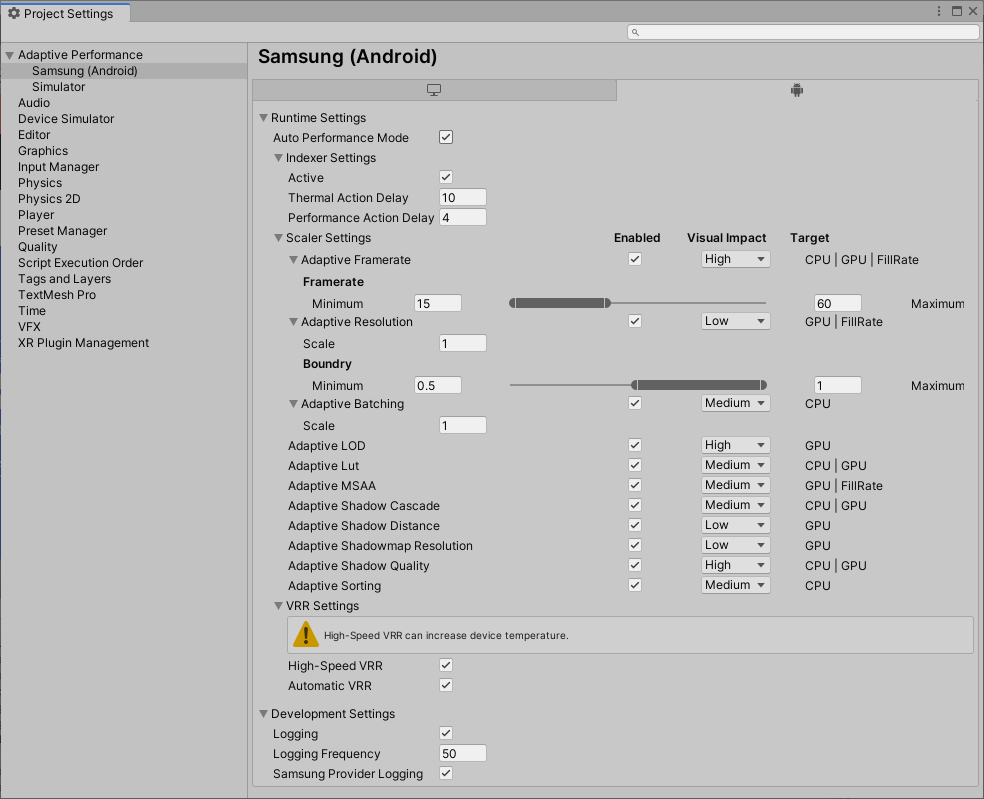 Project Settings
Adaptive Performance
Samsung (Android)
Simulator
Audio
Device Simulator
Editor
Graphics
Input Manager
Physics
Physics 2D
Player
Preset Manager
Quality
Script Execution Order
Tags and Layers
TextMesh Pro
Time
VFX
XR Plugin Management
Samsung (Android)
Runtime Settings
Auto Performance Mode
Indexer Settings
Active
Thermal Action Delay 10
Performance Action Delay 4
Scaler Settings Enabled Visual Impact Target
Adaptive Framerate High CPU | GPU | FillRate
Framerate
Minimum 15 60 Maximum
Adaptive Resolution Low GPU | FillRate
Scale 1
Boundry
Minimum 0.5 1 Maximum
Adaptive Batching Medium CPU
Scale 1
Adaptive LOD High GPU
Adaptive Lut Medium CPU | GPU
Adaptive MSAA Medium GPU | FillRate
Adaptive Shadow Cascade Medium CPU | GPU
Adaptive Shadow Distance Low GPU
Adaptive Shadowmap Resolution Low GPU
Adaptive Shadow Quality High CPU | GPU
Adaptive Sorting Medium CPU
VRR Settings
High-Speed VRR can increase device temperature.
High-Speed VRR
Automatic VRR
Development Settings
Logging
Logging Frequency 50
Samsung Provider Logging